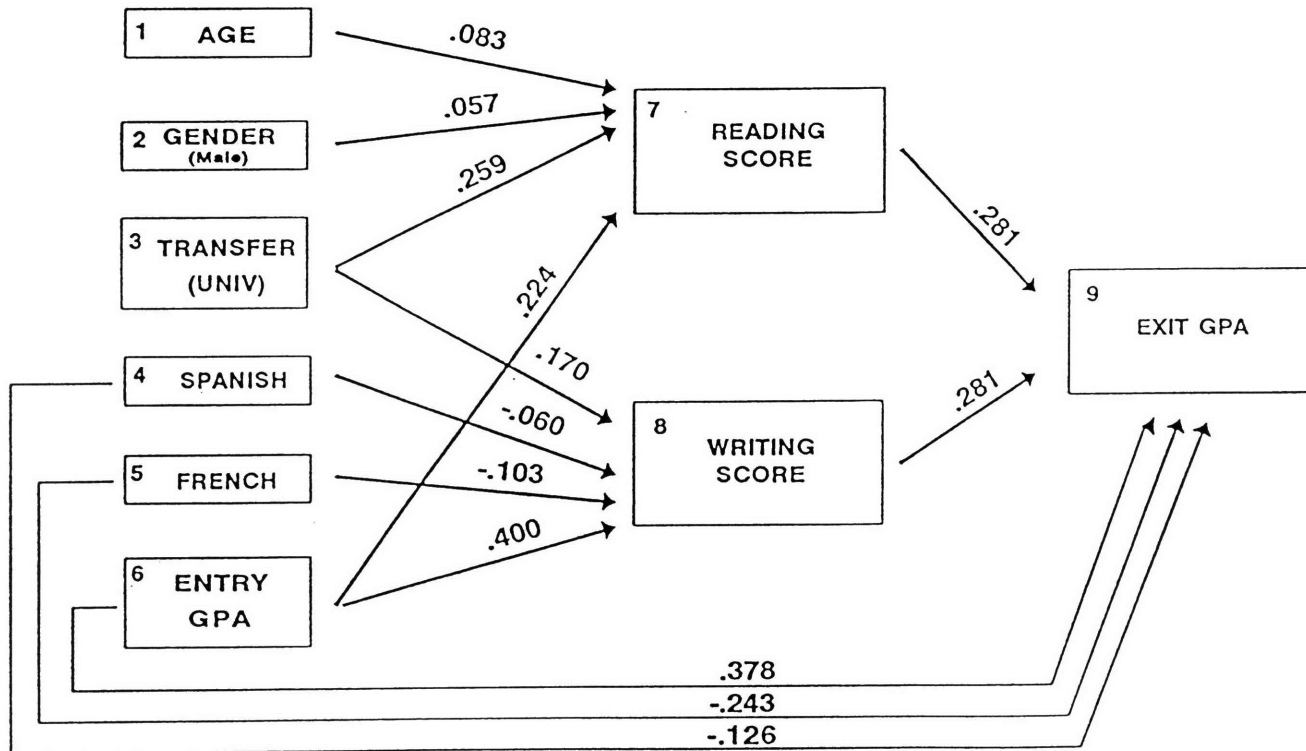 1 AGE
.083
2 GENDER
(Male)
.057
3 TRANSFER
(UNIV)
.259
.170
4 SPANISH
-.060
5 FRENCH
-.103
6 ENTRY
GPA
.224
.400
7 READING
SCORE
.281
8 WRITING
SCORE
.281
9
EXIT GPA
.378
-.243
-.126